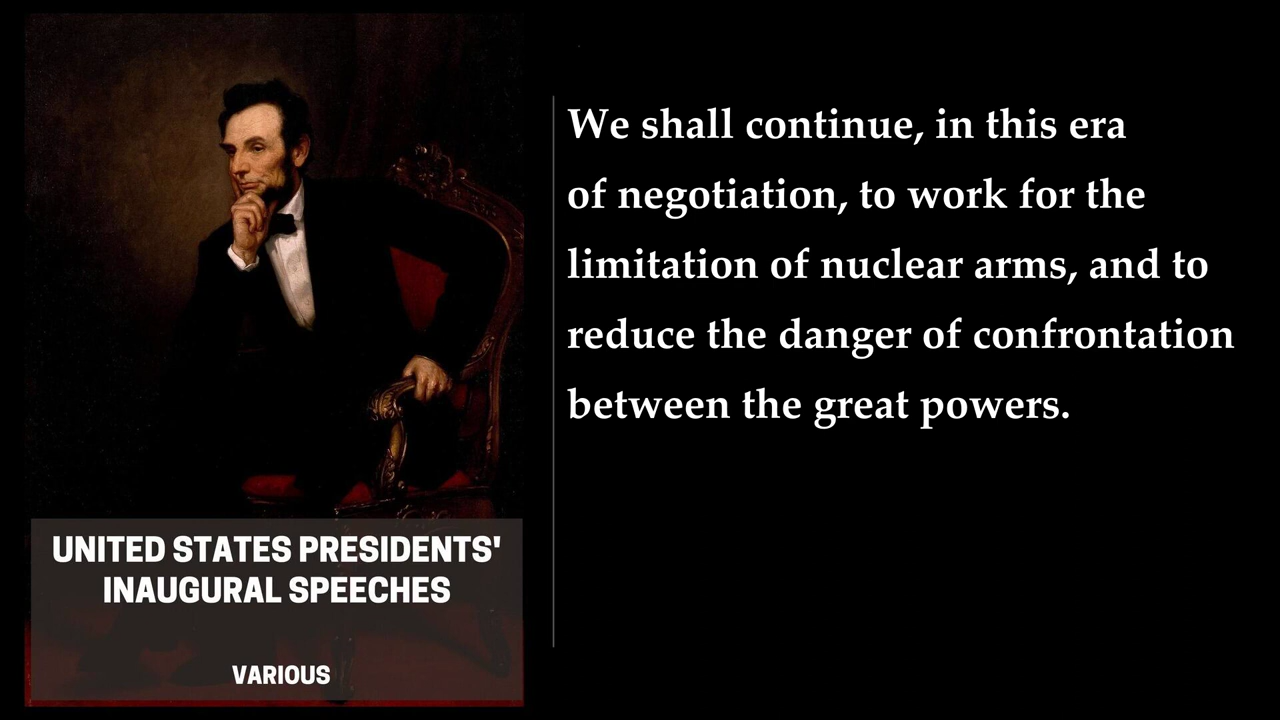 We shall continue, in this era
of negotiation, to work for the
limitation of nuclear arms, and to
reduce the danger of confrontation
between the great powers.
UNITED STATES PRESIDENTS'
INAUGURAL SPEECHES
VARIOUS